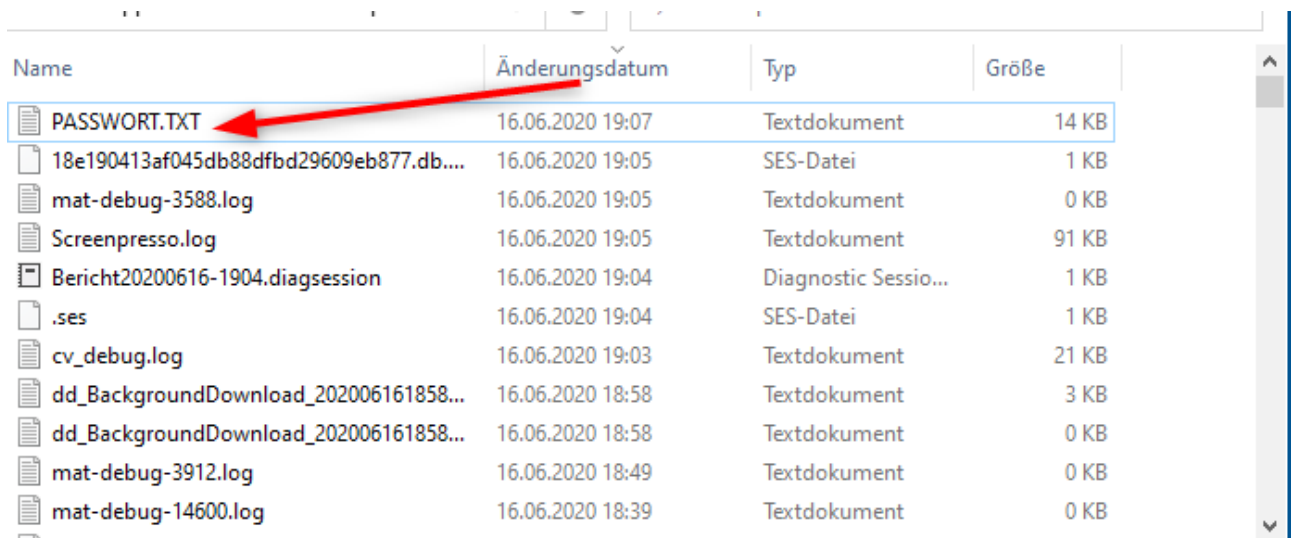 Name Änderungsdatum Typ Größe
PASSWORT.TXT 16.06.2020 19:07 Textdokument 14 KB
18e190413af045db88dfbd29609eb877.db.... 16.06.2020 19:05 SES-Datei 1 KB
mat-debug-3588.log 16.06.2020 19:05 Textdokument 0 KB
Screenpresso.log 16.06.2020 19:05 Textdokument 91 KB
Bericht20200616-1904.diagsession 16.06.2020 19:04 Diagnostic Sessio... 1 KB
.ses 16.06.2020 19:04 SES-Datei 1 KB
cv_debug.log 16.06.2020 19:03 Textdokument 21 KB
dd_BackgroundDownload_202006161858... 16.06.2020 18:58 Textdokument 3 KB
dd_BackgroundDownload_202006161858... 16.06.2020 18:58 Textdokument 0 KB
mat-debug-3912.log 16.06.2020 18:49 Textdokument 0 KB
mat-debug-14600.log 16.06.2020 18:39 Textdokument 0 KB